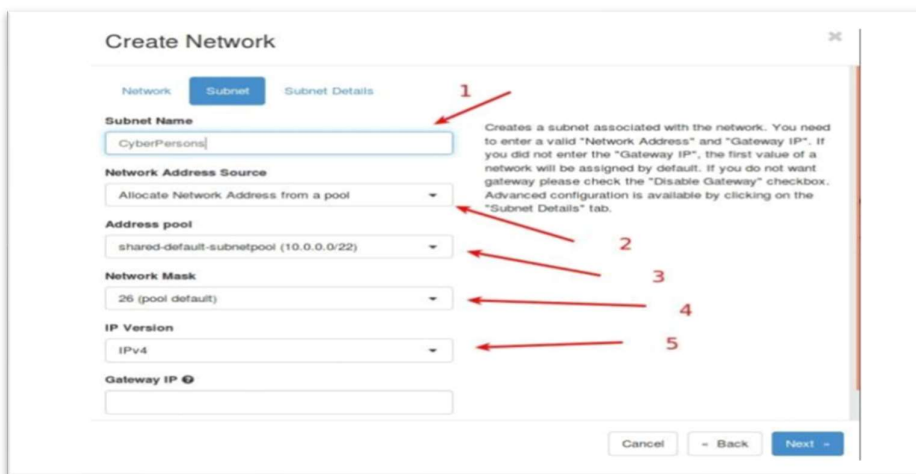 Create Network
×
Network Subnet Subnet Details
1
Subnet Name
CyberPersons
Creates a subnet associated with the network. You need
to enter a valid "Network Address" and "Gateway IP". If
you did not enter the "Gateway IP", the first value of a
network will be assigned by default. If you do not want
gateway please check the "Disable Gateway" checkbox.
Advanced configuration is available by clicking on the
"Subnet Details" tab.
Network Address Source
Allocate Network Address from a pool
2
Address pool
shared-default-subnetpool (10.0.0.0/22)
3
Network Mask
26 (pool default)
4
IP Version
IPv4
5
Gateway IP
Cancel
« Back
Next »